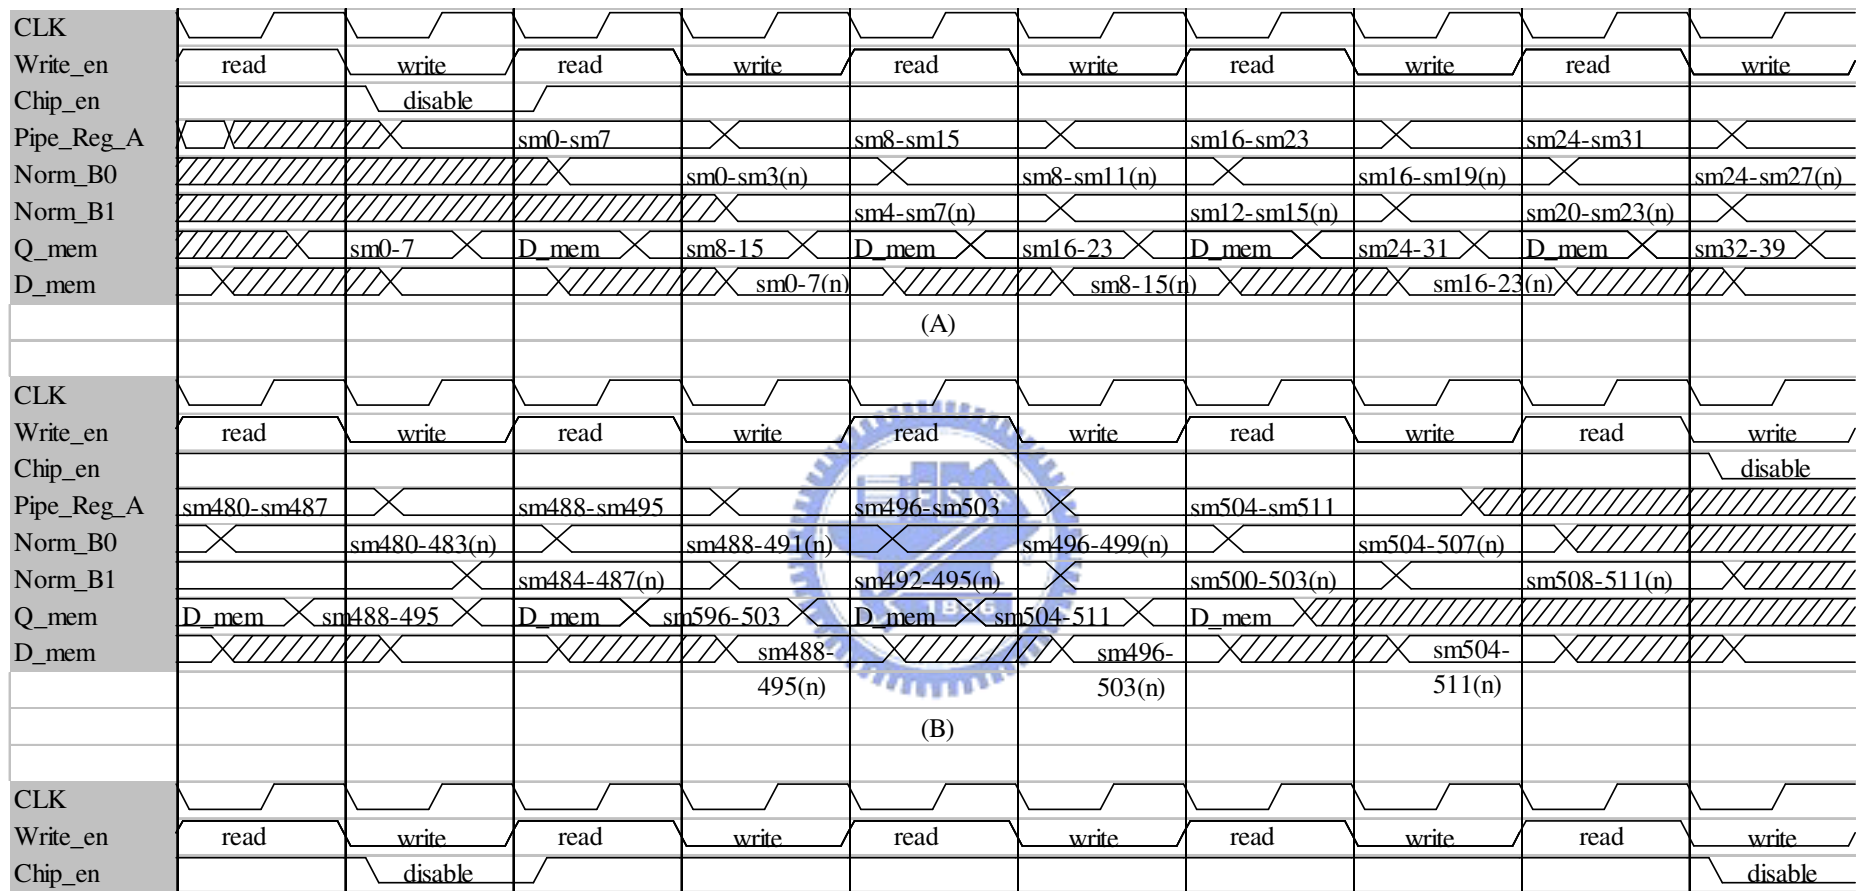 CLK
Write_en read write read write read write read write read write
Chip_en disable
Pipe_Reg_A sm0-sm7 sm8-sm15 sm16-sm23 sm24-sm31
Norm_B0 sm0-sm3(n) sm8-sm11(n) sm16-sm19(n) sm24-sm27(n)
Norm_B1 sm4-sm7(n) sm12-sm15(n) sm20-sm23(n)
Q_mem sm0-7 D_mem sm8-15 D_mem sm16-23 D_mem sm24-31 D_mem sm32-39
D_mem sm0-7(n) sm8-15(n) sm16-23(n)
(A)
CLK
Write_en read write read write read write read write read write
Chip_en disable
Pipe_Reg_A sm480-sm487 sm488-sm495 sm496-sm503 sm504-sm511
Norm_B0 sm480-483(n) sm488-491(n) sm496-499(n) sm504-507(n)
Norm_B1 sm484-487(n) sm492-495(n) sm500-503(n) sm508-511(n)
Q_mem D_mem sm488-495 D_mem sm596-503 D_mem sm504-511 D_mem
D_mem sm488- sm496- sm504-
495(n) 503(n) 511(n)
(B)
CLK
Write_en read write read write read write read write read write
Chip_en disable disable
1896